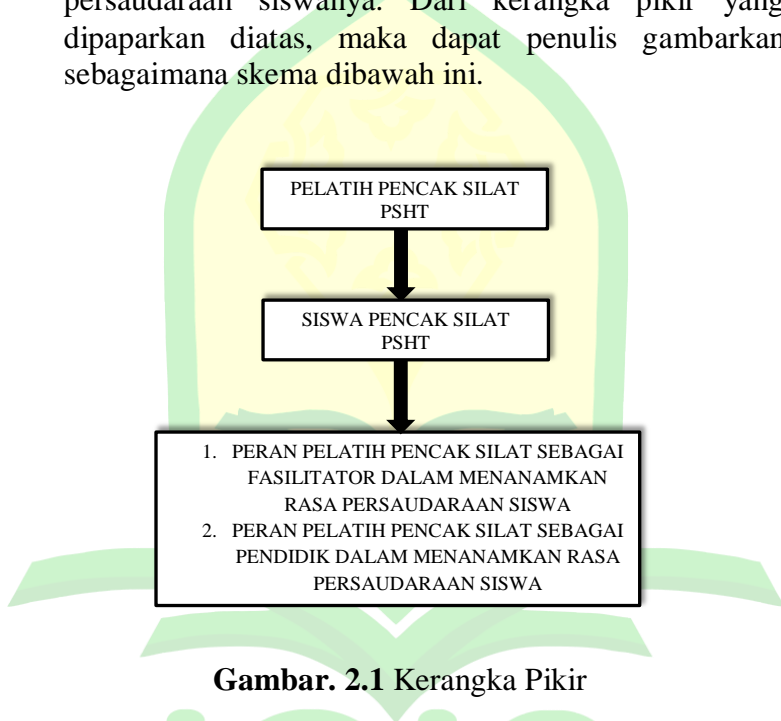 persaudaraan siswanya. Dari kerangka pikir yang
dipaparkan diatas, maka dapat penulis gambarkan
sebagaimana skema dibawah ini.
PELATIH PENCAK SILAT
PSHT
SISWA PENCAK SILAT
PSHT
1. PERAN PELATIH PENCAK SILAT SEBAGAI
FASILITATOR DALAM MENANAMKAN
RASA PERSAUDARAAN SISWA
2. PERAN PELATIH PENCAK SILAT SEBAGAI
PENDIDIK DALAM MENANAMKAN RASA
PERSAUDARAAN SISWA
Gambar. 2.1 Kerangka Pikir